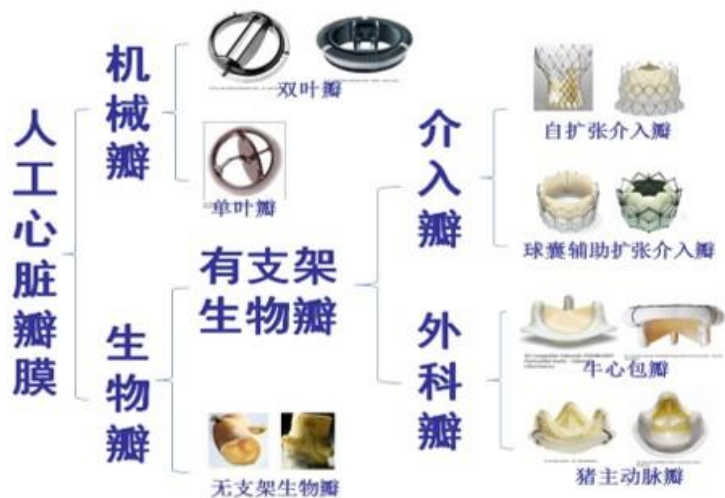 人工心脏瓣膜
机械瓣
双叶瓣
单叶瓣
生物瓣
有支架
生物瓣
无支架生物瓣
介入瓣
自扩张介入瓣
球囊辅助扩张介入瓣
外科瓣
牛心包瓣
猪主动脉瓣